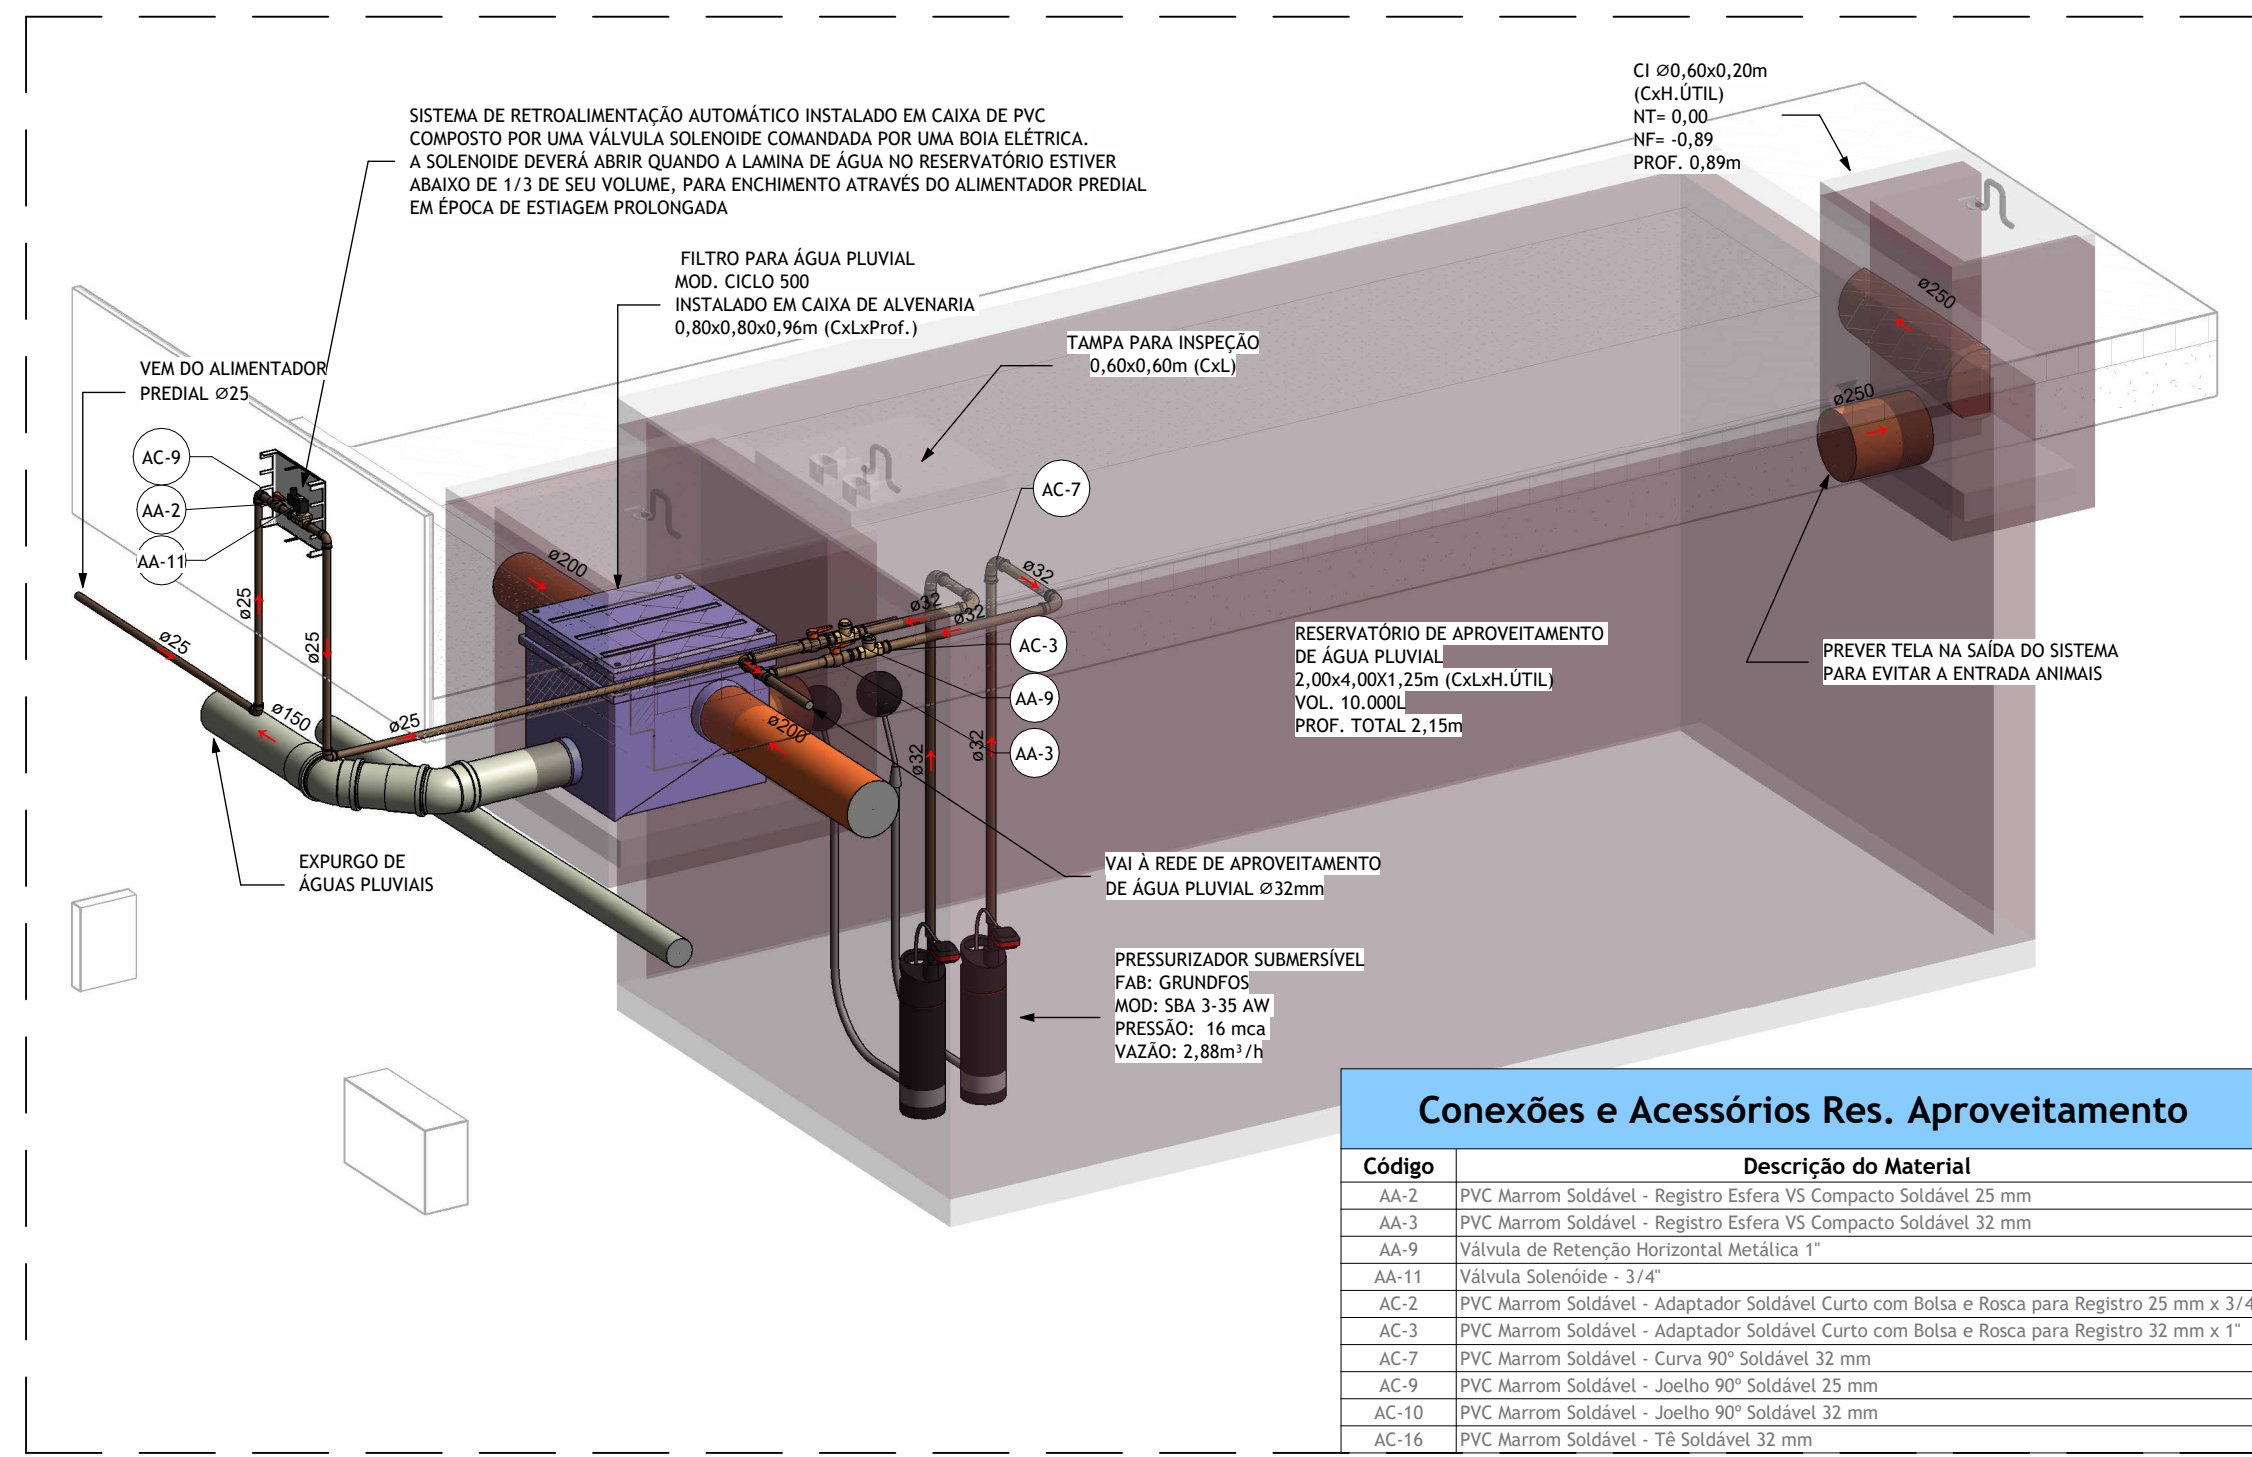 CI Ø0,60x0,20m
(CxH.ÚTIL)
NT= 0,00
NF= -0,89
PROF. 0,89m
SISTEMA DE RETROALIMENTAÇÃO AUTOMÁTICO INSTALADO EM CAIXA DE PVC
COMPOSTO POR UMA VÁLVULA SOLENOIDE COMANDADA POR UMA BOIA ELÉTRICA.
A SOLENOIDE DEVERÁ ABRIR QUANDO A LAMINA DE ÁGUA NO RESERVATÓRIO ESTIVER
ABAIXO DE 1/3 DE SEU VOLUME, PARA ENCHIMENTO ATRAVÉS DO ALIMENTADOR PREDIAL
EM ÉPOCA DE ESTIAGEM PROLONGADA
FILTRO PARA ÁGUA PLUVIAL
MOD. CICLO 500
INSTALADO EM CAIXA DE ALVENARIA
0,80x0,80x0,96m (CxLxProf.)
TAMPA PARA INSPEÇÃO
0,60x0,60m (CxL)
VEM DO ALIMENTADOR
PREDIAL Ø25
AC-9
AA-2
AA-11
AC-7
ø250
ø250
ø200
ø32
ø32
ø32
ø25
ø25
ø25
ø150
ø25
ø200
ø32
ø32
AC-3
AA-9
AA-3
RESERVATÓRIO DE APROVEITAMENTO
DE ÁGUA PLUVIAL
2,00x4,00X1,25m (CxLxH.ÚTIL)
VOL. 10.000L
PROF. TOTAL 2,15m
PREVER TELA NA SAÍDA DO SISTEMA
PARA EVITAR A ENTRADA ANIMAIS
EXPURGO DE
ÁGUAS PLUVIAIS
VAI À REDE DE APROVEITAMENTO
DE ÁGUA PLUVIAL Ø32mm
PRESSURIZADOR SUBMERSÍVEL
FAB: GRUNDFOS
MOD: SBA 3-35 AW
PRESSÃO: 16 mca
VAZÃO: 2,88m³/h
Conexões e Acessórios Res. Aproveitamento
Código Descrição do Material
AA-2 PVC Marrom Soldável - Registro Esfera VS Compacto Soldável 25 mm
AA-3 PVC Marrom Soldável - Registro Esfera VS Compacto Soldável 32 mm
AA-9 Válvula de Retenção Horizontal Metálica 1"
AA-11 Válvula Solenóide - 3/4"
AC-2 PVC Marrom Soldável - Adaptador Soldável Curto com Bolsa e Rosca para Registro 25 mm x 3/4
AC-3 PVC Marrom Soldável - Adaptador Soldável Curto com Bolsa e Rosca para Registro 32 mm x 1"
AC-7 PVC Marrom Soldável - Curva 90º Soldável 32 mm
AC-9 PVC Marrom Soldável - Joelho 90º Soldável 25 mm
AC-10 PVC Marrom Soldável - Joelho 90º Soldável 32 mm
AC-16 PVC Marrom Soldável - Tê Soldável 32 mm